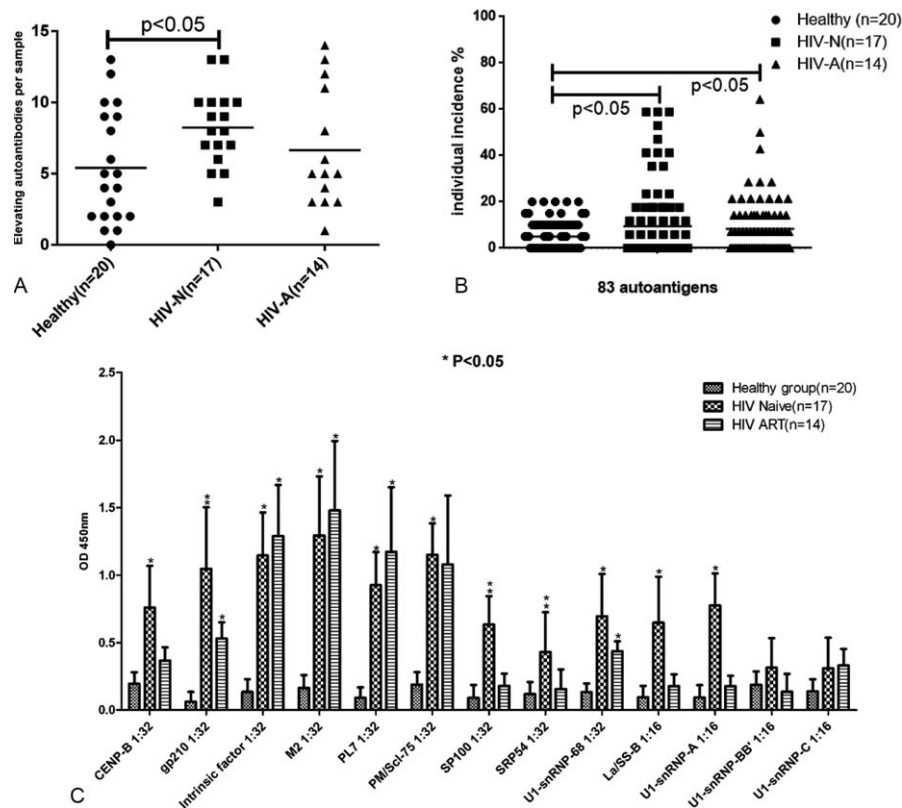 p<0.05
Elevating autoantibodies per sample
15
10
5
0
Healthy(n=20)
HIV-N(n=17)
HIV-A(n=14)
A
Healthy (n=20)
HIV-N(n=17)
HIV-A(n=14)
individual incidence %
100
80
60
40
20
0
p<0.05
p<0.05
83 autoantigens
B
* P<0.05
Healthy group(n=20)
HIV Naive(n=17)
HIV ART(n=14)
OD 450nm
2.5
2.0
1.5
1.0
0.5
0.0
*
**
*
*
*
*
*
*
*
*
**
**
*
*
*
*
CENP-B 1:32
gp210 1:32
Intrinsic factor 1:32
M2 1:32
PL7 1:32
PM/Scl-75 1:32
SP100 1:32
SRP54 1:32
U1-snRNP-68 1:32
La/SS-B 1:16
U1-snRNP-A 1:16
U1-snRNP-BB' 1:16
U1-snRNP-C 1:16
C